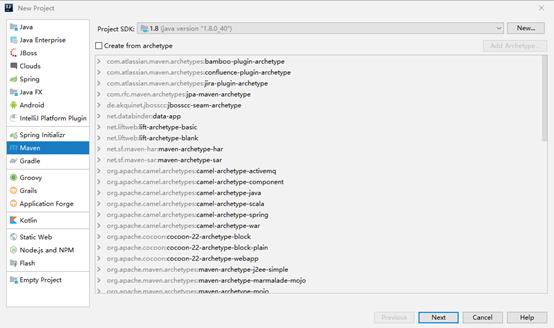 New Project
Java
Java Enterprise
JBoss
Clouds
Spring
Java FX
Android
IntelliJ Platform Plugin
Spring Initializr
Maven
Gradle
Groovy
Grails
Application Forge
Kotlin
Static Web
Node.js and NPM
Flash
Empty Project
Project SDK: 1.8 (java version "1.8.0_40") New...
Create from archetype Add Archetype...
com.atlassian.maven.archetypes:bamboo-plugin-archetype
com.atlassian.maven.archetypes:confluence-plugin-archetype
com.atlassian.maven.archetypes:jira-plugin-archetype
com.rfc.maven.archetypes:jpa-maven-archetype
de.akquinet.jbosscc:jbosscc-seam-archetype
net.databinder:data-app
net.liftweb:lift-archetype-basic
net.liftweb:lift-archetype-blank
net.sf.maven-har:maven-archetype-har
net.sf.maven-sar:maven-archetype-sar
org.apache.camel.archetypes:camel-archetype-activemq
org.apache.camel.archetypes:camel-archetype-component
org.apache.camel.archetypes:camel-archetype-java
org.apache.camel.archetypes:camel-archetype-scala
org.apache.camel.archetypes:camel-archetype-spring
org.apache.camel.archetypes:camel-archetype-war
org.apache.cocoon:cocoon-22-archetype-block
org.apache.cocoon:cocoon-22-archetype-block-plain
org.apache.cocoon:cocoon-22-archetype-webapp
org.apache.maven.archetypes:maven-archetype-j2ee-simple
org.apache.maven.archetypes:maven-archetype-marmalade-mojo
org.apache.maven.archetypes:maven-archetype-mojo
Previous Next Cancel Help